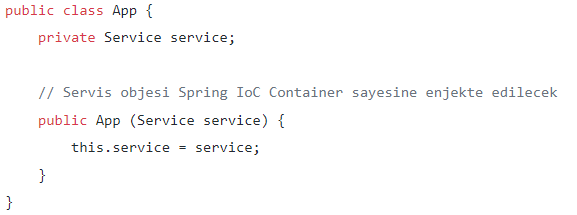 public class App {
    private Service service;
    // Servis objesi Spring IoC Container sayesine enjekte edilecek
    public App (Service service) {
        this.service = service;
    }
}